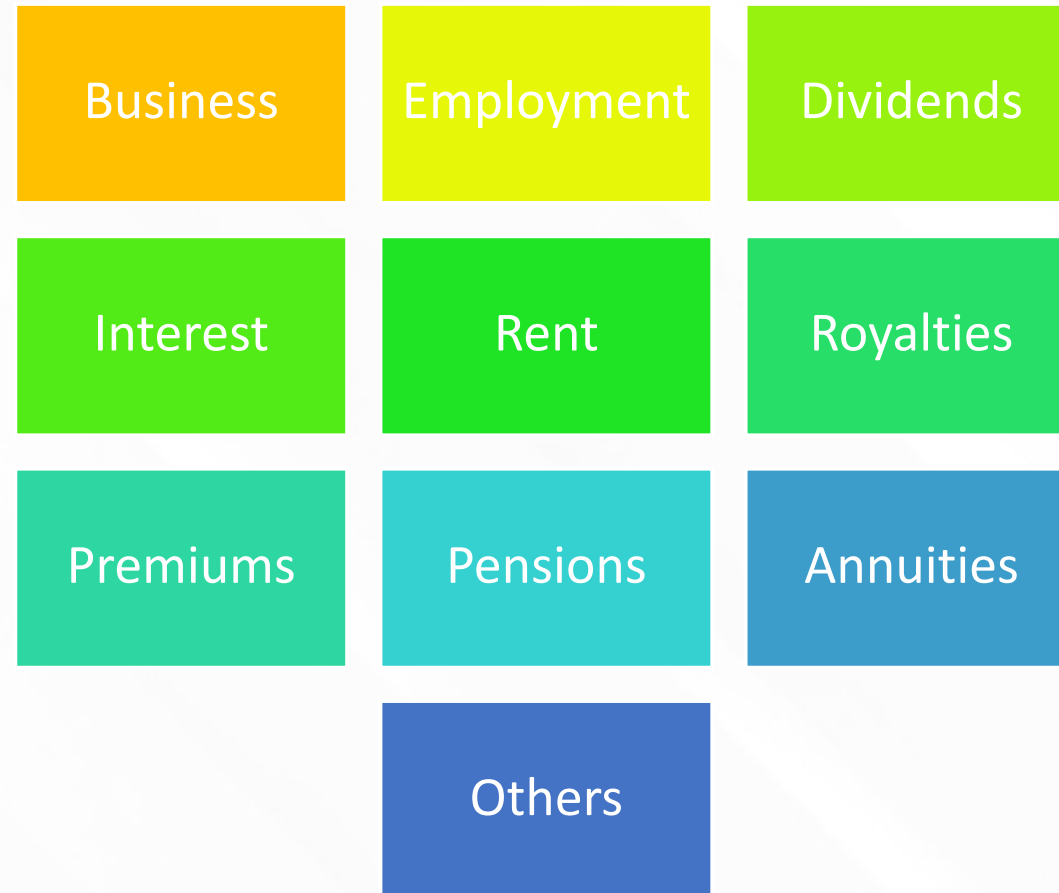 Business
Employment
Dividends
Interest
Rent
Royalties
Premiums
Pensions
Annuities
Others